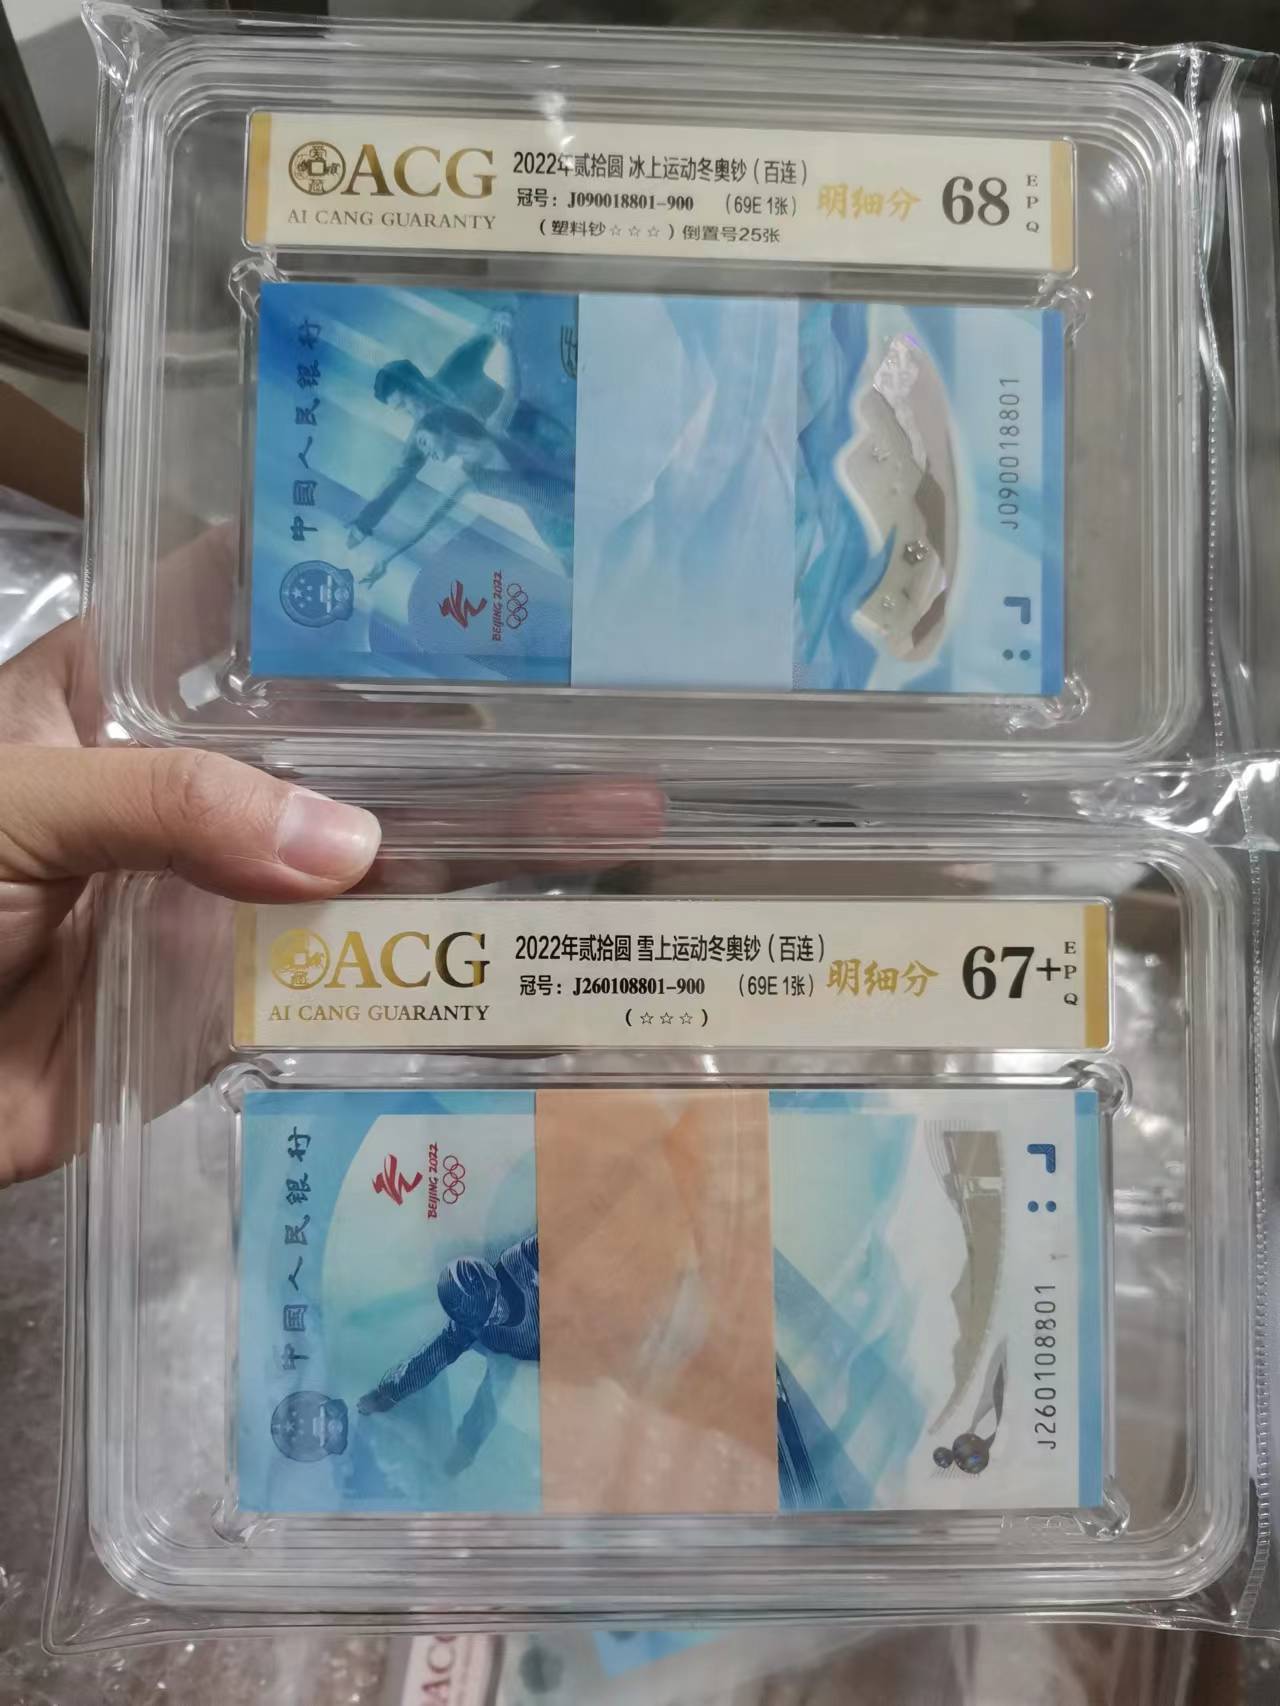 ACG
AI CANG GUARANTY
2022年贰拾圆 冰上运动冬奥钞（百连）
冠号：J090018801-900 （69E 1张）
（塑料钞☆☆☆）倒置号25张
明细分
68
EPQ
中国人民银行
BEIJING 2022
J090018801
ACG
AI CANG GUARANTY
2022年贰拾圆 雪上运动冬奥钞（百连）
冠号：J260108801-900 （69E 1张）
（☆☆☆）
明细分
67+
EPQ
中国人民银行
BEIJING 2022
J260108801